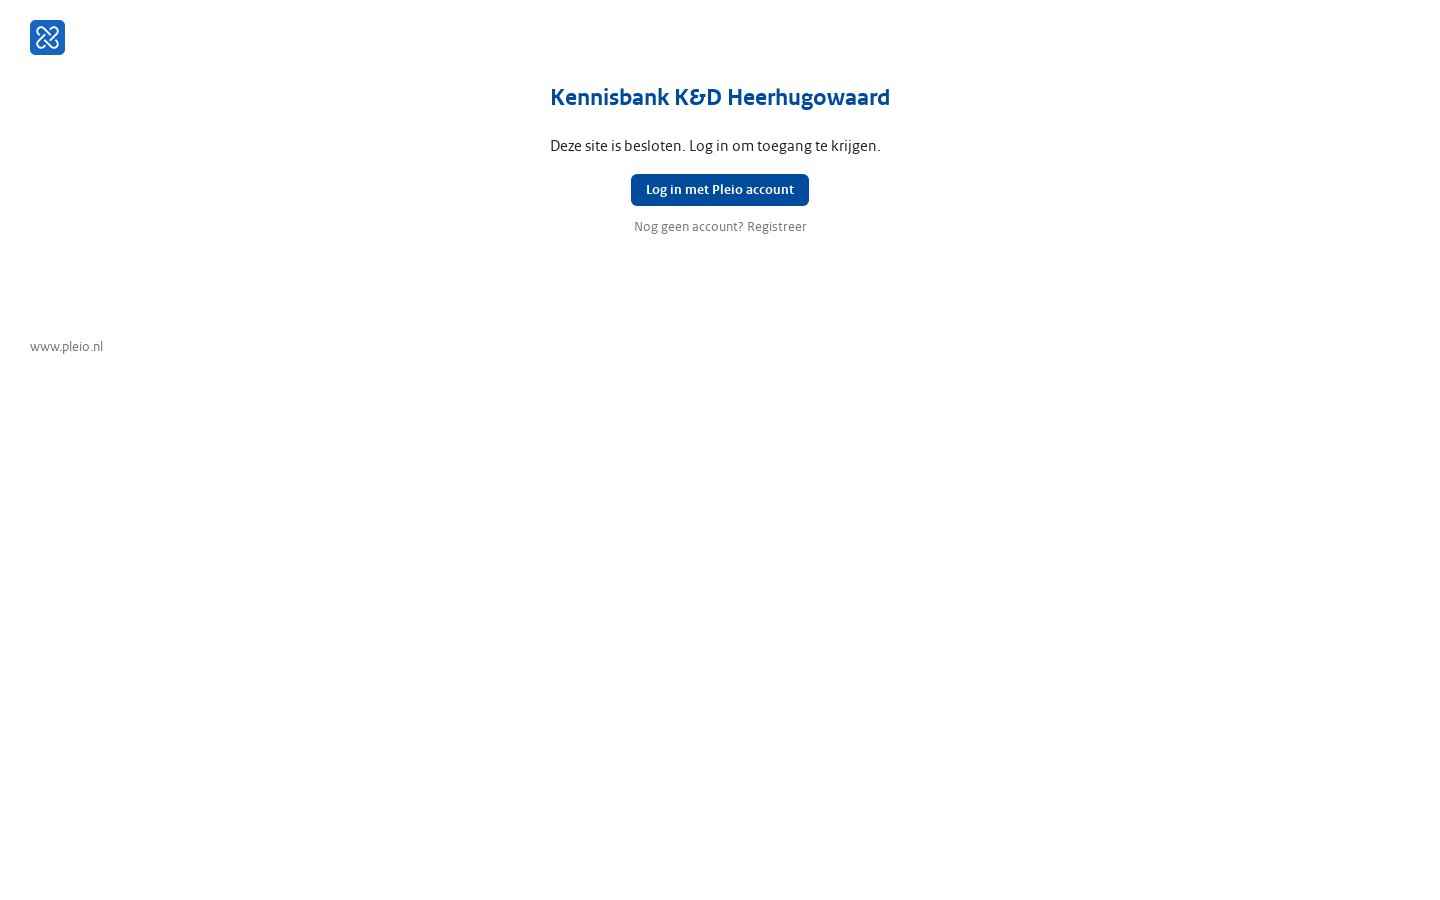 Kennisbank K&D Heerhugowaard
Deze site is besloten. Log in om toegang te krijgen.
Log in met Pleio account
Nog geen account? Registreer
www.pleio.nl